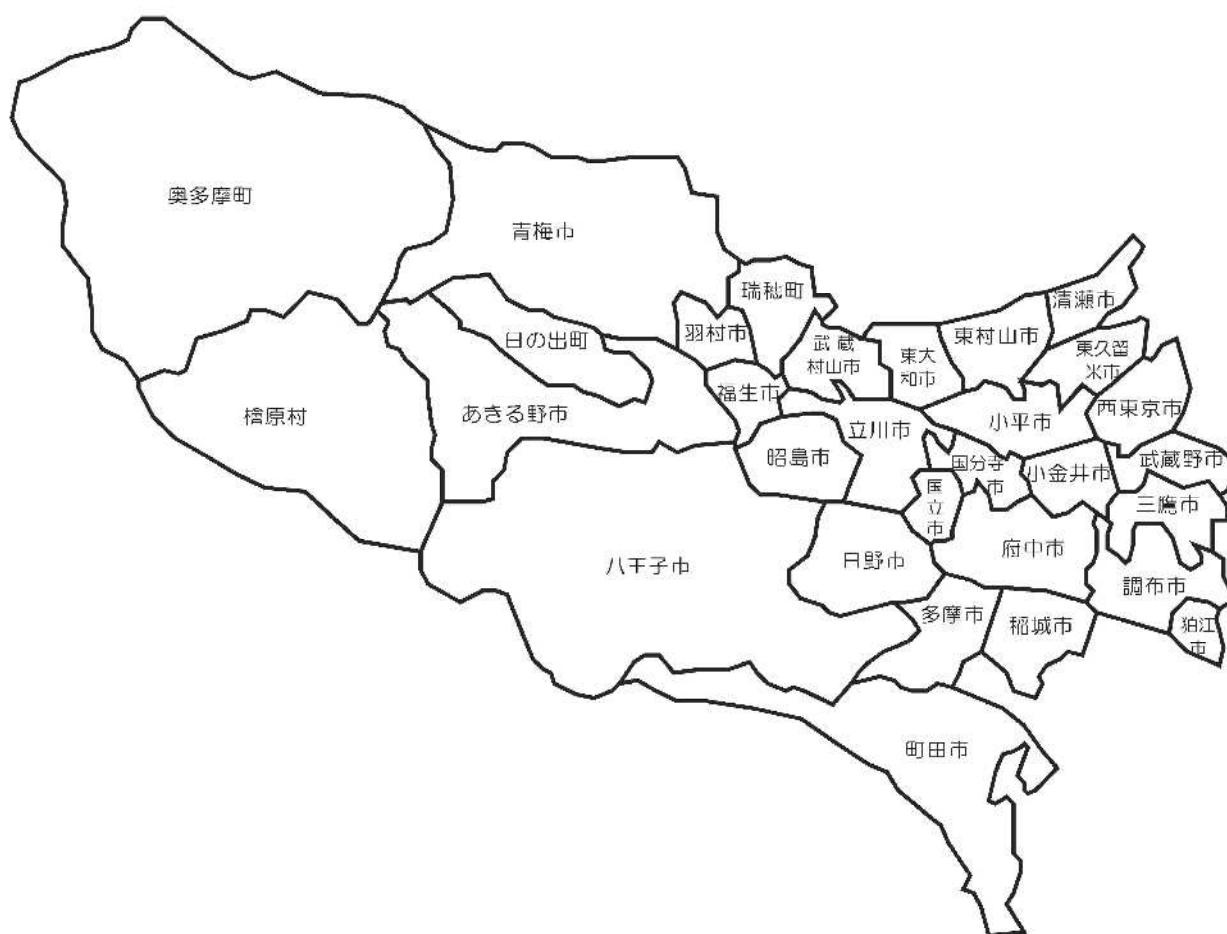 奥多摩町
青梅市
瑞穂町
清瀬市
羽村市
日の出町
武蔵
村山市
東大
和市
東村山市
東久留
米市
檜原村
あきる野市
福生市
立川市
小平市
西東京市
昭島市
国分寺
市
小金井市
武蔵野市
国
立
市
三鷹市
八王子市
日野市
府中市
調布市
多摩市
稲城市
狛江
市
町田市